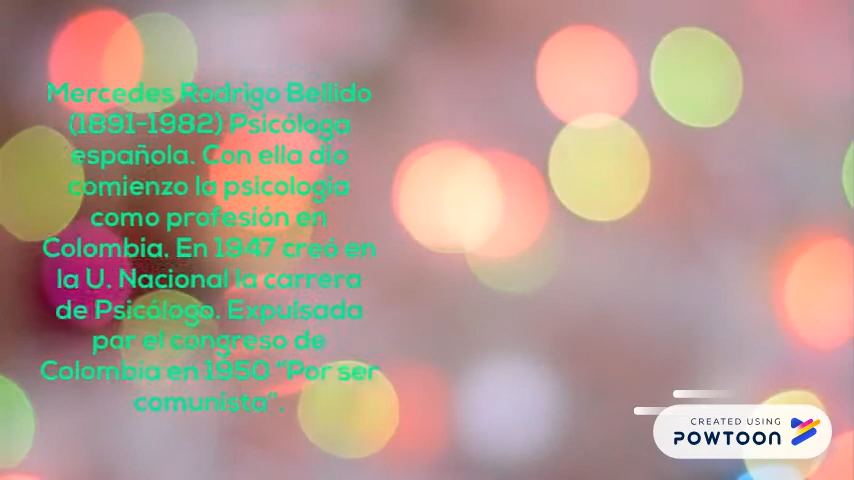 Mercedes Rodrigo Bellido
(1891-1982) Psicóloga
española. Con ella dio
comienzo la psicologia
como profesión en
Colombia. En 1947 creó en
la U. Nacional la carrera
de Psicólogo. Expulsada
por el congreso de
Colombia en 1950 "Por ser
comunista".
CREATED USING
POWTOON